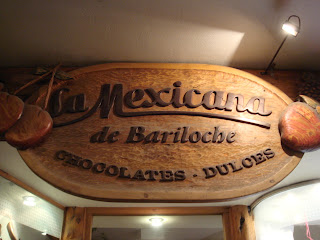 La Mexicana
de Bariloche
CHOCOLATES - DULCES